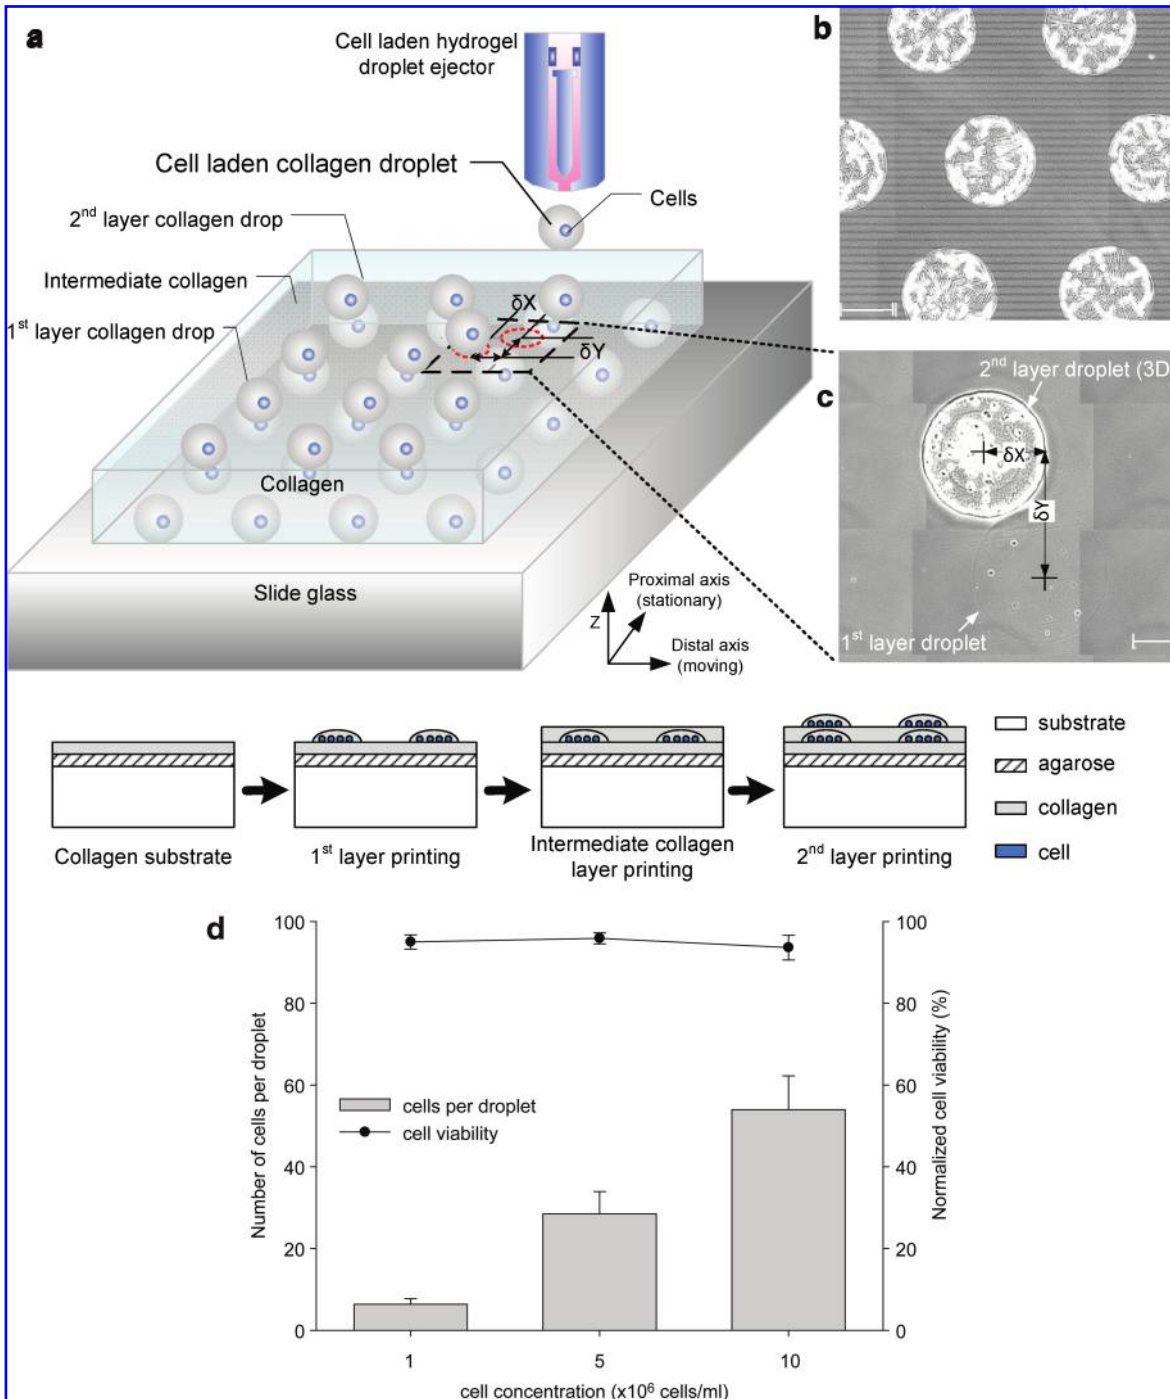 a
Cell laden hydrogel
droplet ejector
Cell laden collagen droplet
Cells
2nd layer collagen drop
Intermediate collagen
1st layer collagen drop
δX
δY
Collagen
Slide glass
Z
Proximal axis
(stationary)
Distal axis
(moving)
b
c
2nd layer droplet (3D
δX
δY
1st layer droplet
Collagen substrate
1st layer printing
Intermediate collagen
layer printing
2nd layer printing
substrate
agarose
collagen
cell
d
Number of cells per droplet
100
80
60
40
20
0
cells per droplet
cell viability
100
80
60
40
20
0
Normalized cell viability (%)
1
5
10
cell concentration (x10⁶ cells/ml)